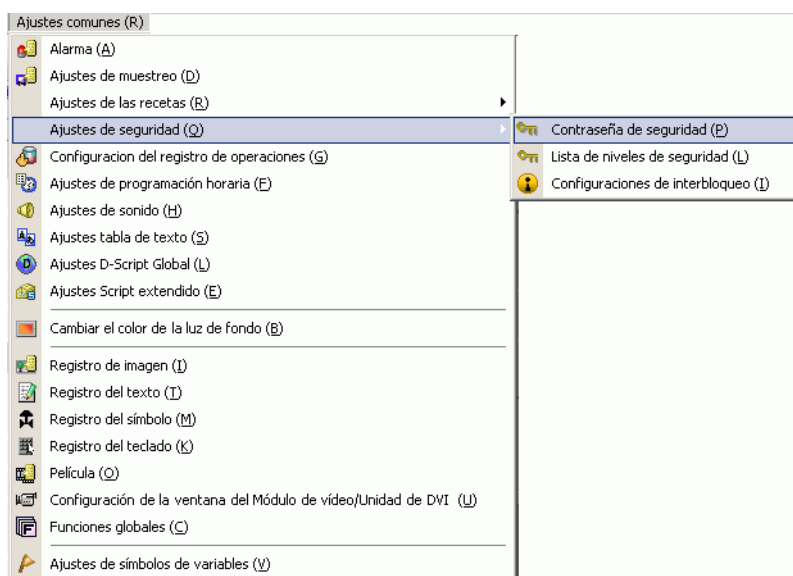 Ajustes comunes (R)
Alarma (A)
Ajustes de muestreo (D)
Ajustes de las recetas (R)
Ajustes de seguridad (O)
Contraseña de seguridad (P)
Configuracion del registro de operaciones (G)
Lista de niveles de seguridad (L)
Ajustes de programación horaria (F)
Configuraciones de interbloqueo (I)
Ajustes de sonido (H)
Ajustes tabla de texto (S)
Ajustes D-Script Global (L)
Ajustes Script extendido (E)
Cambiar el color de la luz de fondo (B)
Registro de imagen (I)
Registro del texto (T)
Registro del símbolo (M)
Registro del teclado (K)
Película (O)
Configuración de la ventana del Módulo de vídeo/Unidad de DVI (U)
Funciones globales (C)
Ajustes de símbolos de variables (V)